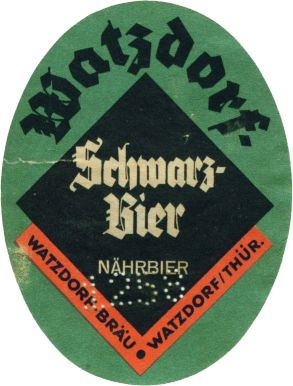 Watzdorf-
Schwarz-
Bier
NÄHRBIER
WATZDORF-BRÄU • WATZDORF/THÜR.